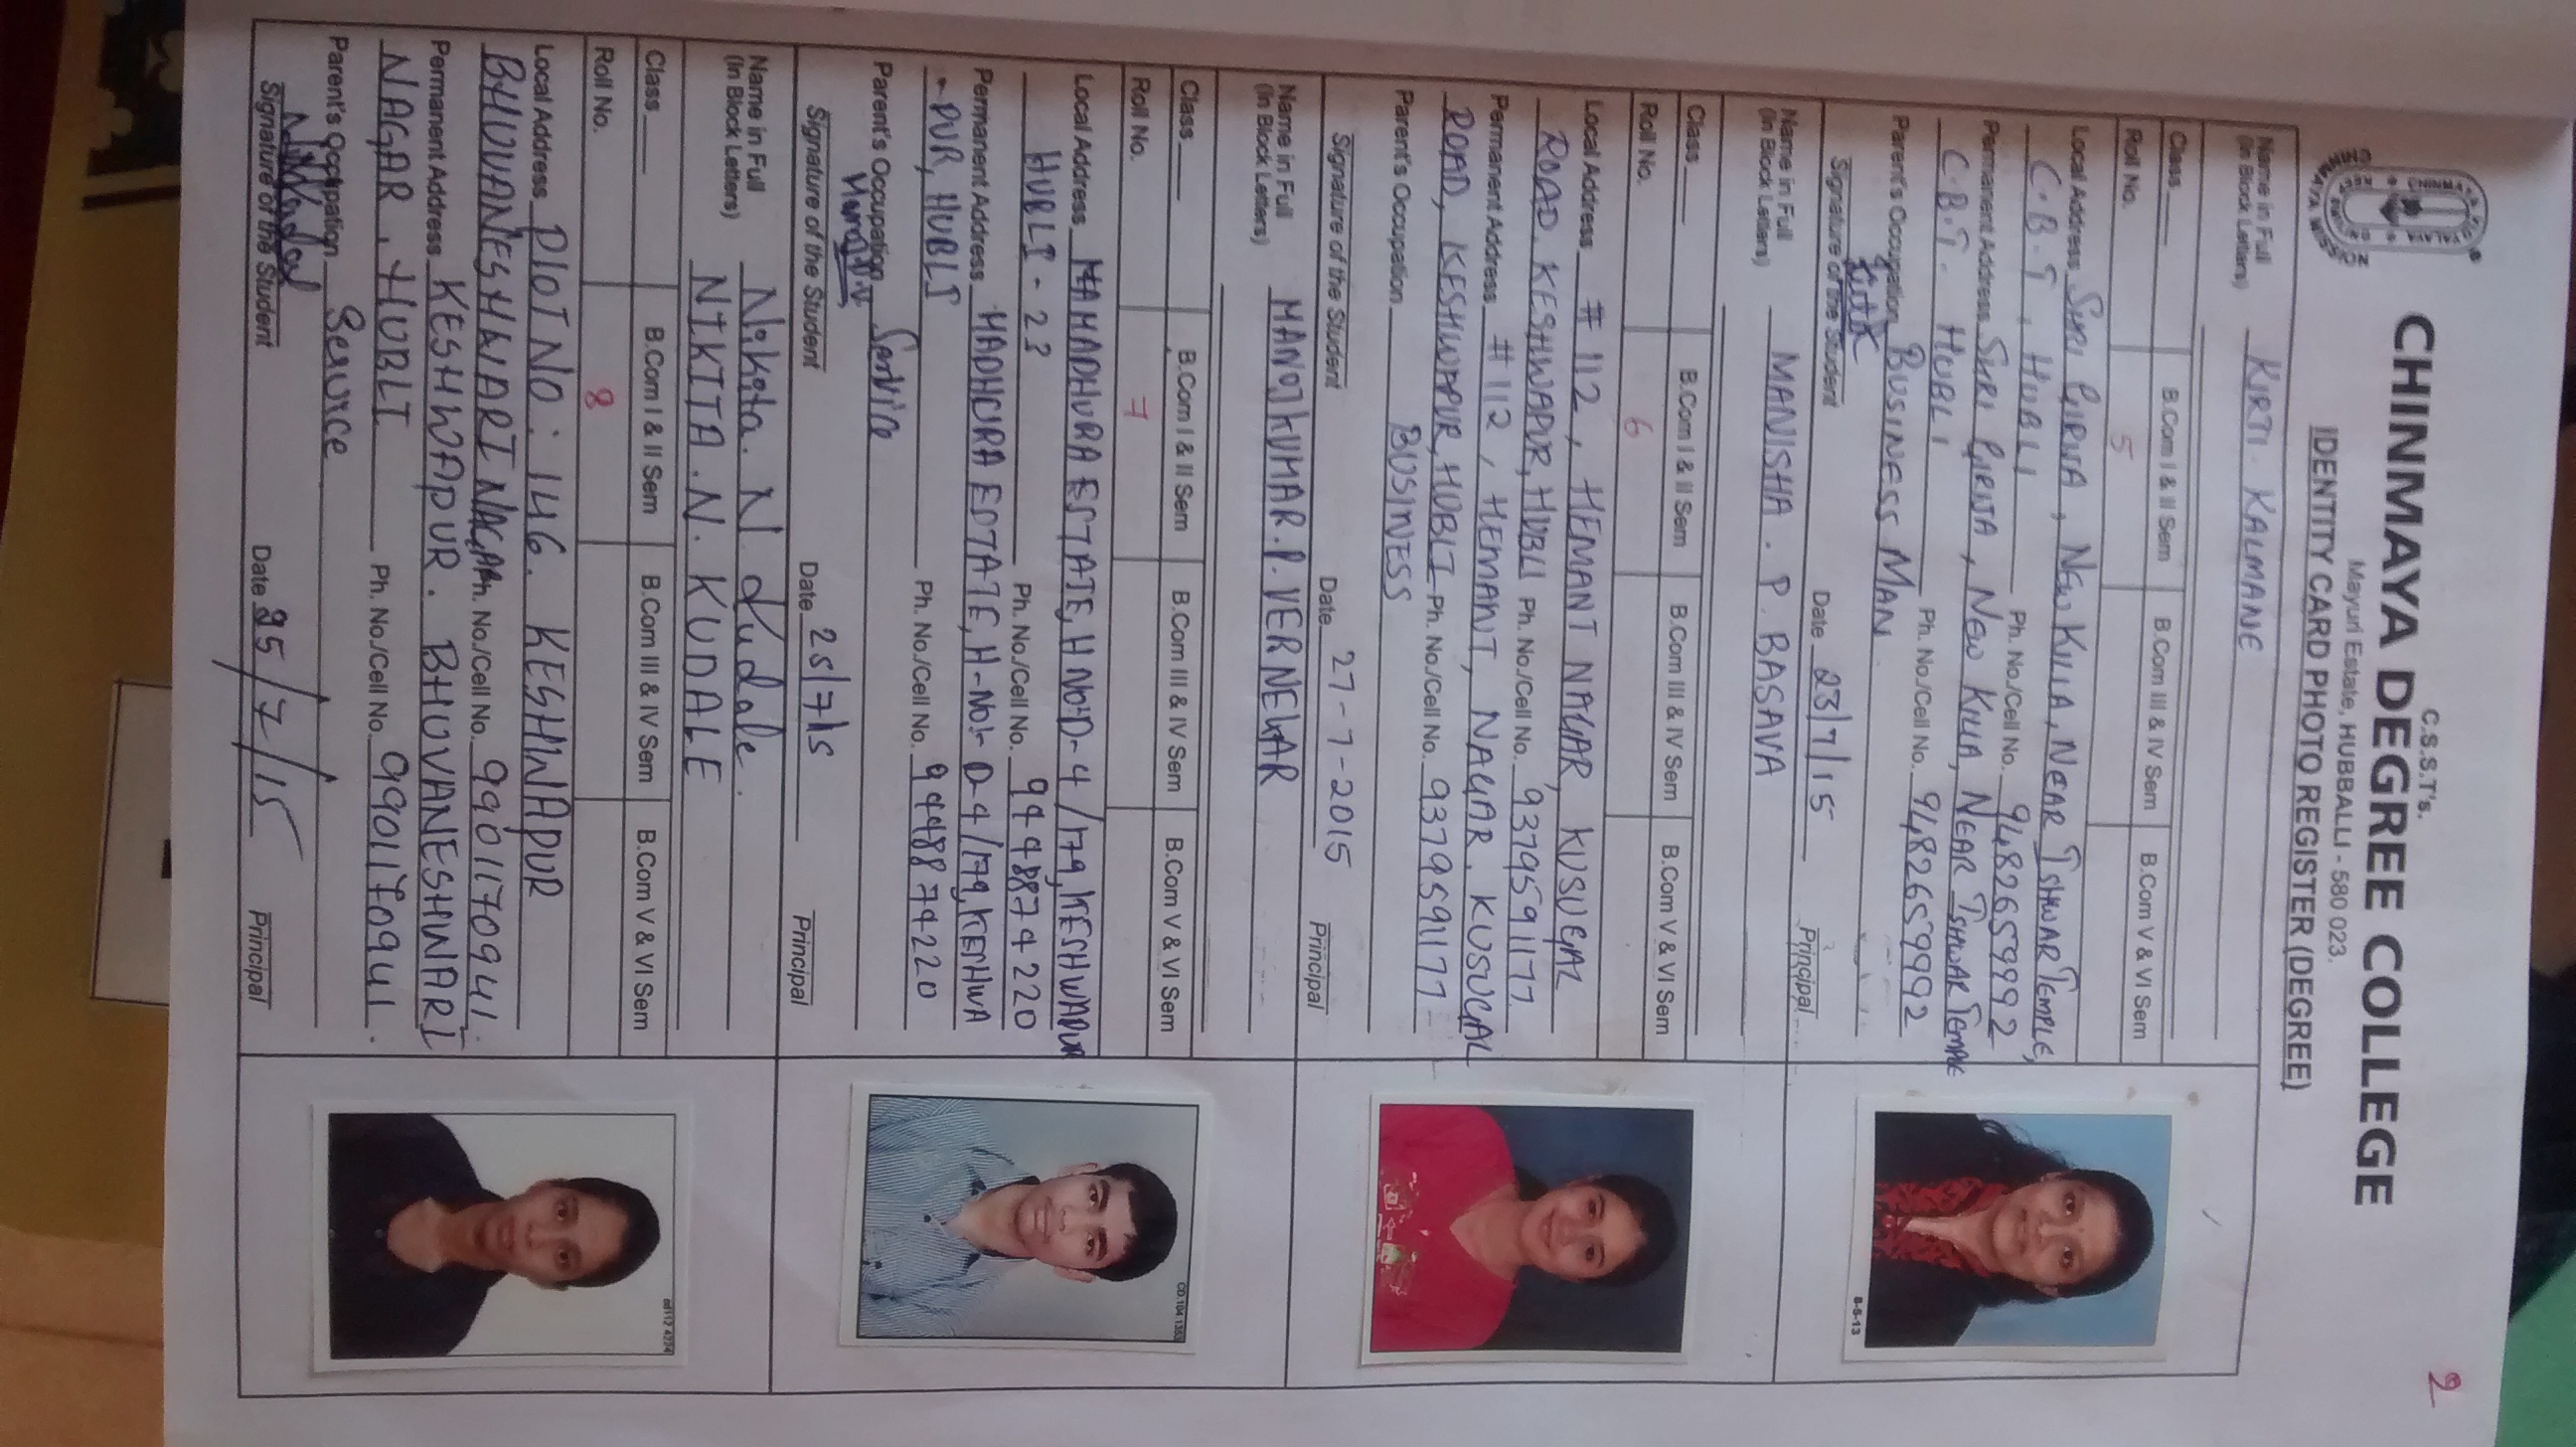 2
C.S.S.T's.
CHINMAYA DEGREE COLLEGE
Mayuri Estate, HUBBALLI - 580 023.
IDENTITY CARD PHOTO REGISTER (DEGREE)
Name in Full KIRTI. KALMANE
(In Block Letters)
Class B.Com I & II Sem B.Com III & IV Sem B.Com V & VI Sem
Roll No. 5
Local Address SHRI GIRIJA, NEW KILLA, NEAR ISHWAR TEMPLE,
C.B.T, HUBLI Ph. No./Cell No. 9482659992
Permanent Address SHRI GIRIJA, NEW KILLA, NEAR ISHWAR TEMPLE
C.B.T. HUBLI Ph. No./Cell No. 9482659992
Parent's Occupation BUSINESS MAN
Signature of the Student Date 23/7/15 Principal
8-5-13
Name in Full MANISHA. P. BASAVA
(In Block Letters)
Class B.Com I & II Sem B.Com III & IV Sem B.Com V & VI Sem
Roll No. 6
Local Address #112, HEMANT NAGAR, KUSUGAL
ROAD, KESHWAPUR, HUBLI Ph. No./Cell No. 9379591177
Permanent Address #112, HEMANT, NAGAR, KUSUGAL
ROAD, KESHWAPUR, HUBLI Ph. No./Cell No. 9379591177
Parent's Occupation BUSINESS
Signature of the Student Date 27-7-2015 Principal
Name in Full MANOJKUMAR. P. VERNEKAR
(In Block Letters)
Class B.Com I & II Sem B.Com III & IV Sem B.Com V & VI Sem
Roll No. 7
Local Address MAMADHURA ESTATE, H NO:D-4/179, KESHWAPUR
HUBLI - 23 Ph. No./Cell No. 9448874220
Permanent Address MADHURA ESTATE, H-No:- D-4/179, KESHWA
-PUR, HUBLI Ph. No./Cell No. 9448874220
Parent's Occupation Service
Signature of the Student Date 25/7/15 Principal
CD.104.1353
Name in Full Nikita. N. Kudale.
(In Block Letters) NIKITA. N. KUDALE
Class B.Com I & II Sem B.Com III & IV Sem B.Com V & VI Sem
Roll No. 8
Local Address PLOT NO: 146. KESHWAPUR
BHUVANESHWARI NAGAR Ph. No./Cell No. 9901170941.
Permanent Address KESHWAPUR. BHUVANESHWARI
NAGAR, HUBLI Ph. No./Cell No. 9901170941.
Parent's Occupation Service
Signature of the Student Date 25/7/15 Principal